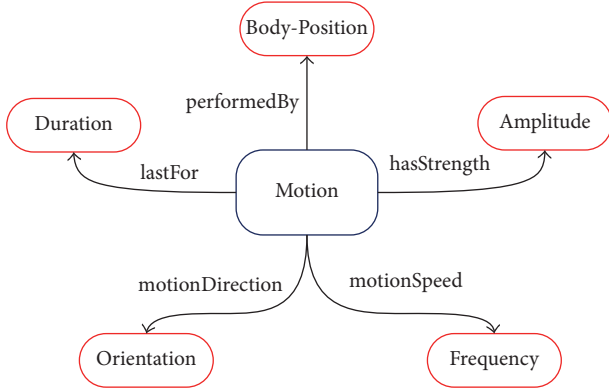 Body-Position
performedBy
Duration
Amplitude
lastFor
Motion
hasStrength
motionDirection
motionSpeed
Orientation
Frequency